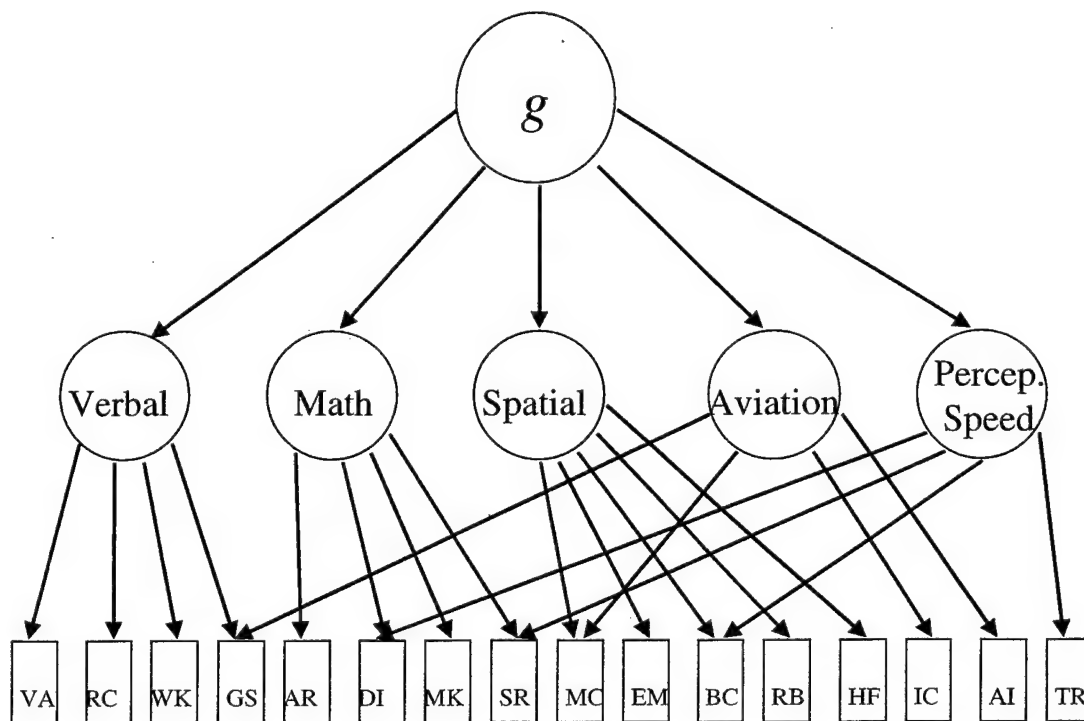 g
Verbal
Math
Spatial
Aviation
Percep.
Speed
VA
RC
WK
GS
AR
DI
MK
SR
MC
EM
BC
RB
HF
IC
AI
TR